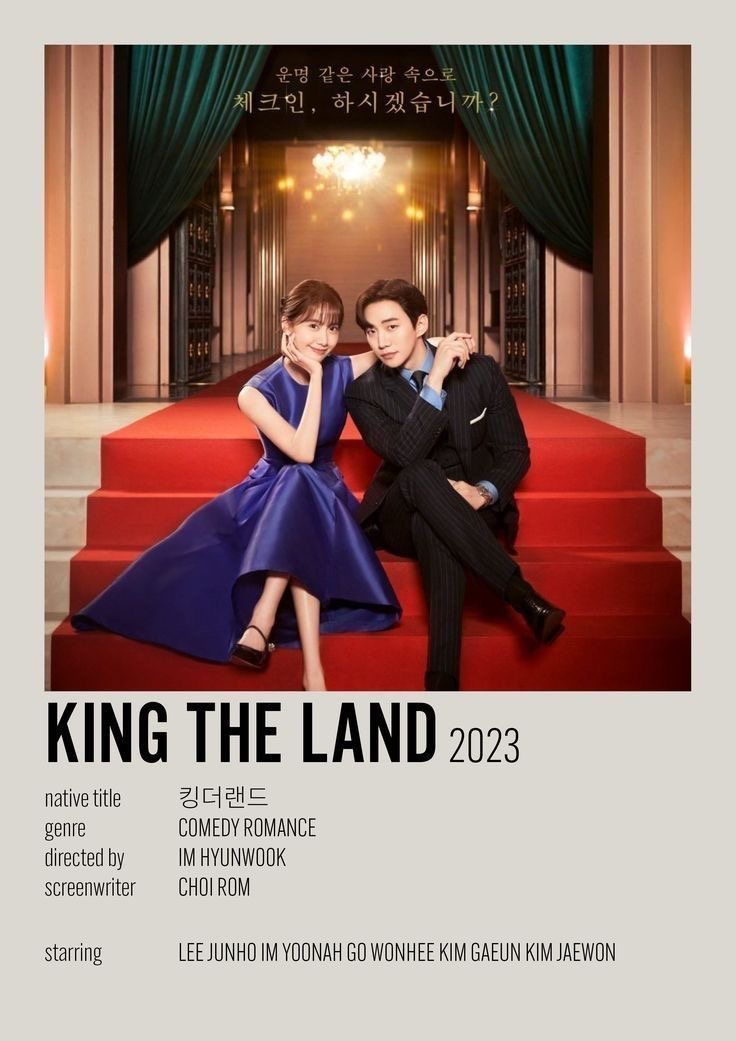 운명 같은 사랑 속으로
체크인, 하시겠습니까?
KING THE LAND 2023
native title 킹더랜드
genre COMEDY ROMANCE
directed by IM HYUNWOOK
screenwriter CHOI ROM
starring LEE JUNHO IM YOONAH GO WONHEE KIM GAEUN KIM JAEWON